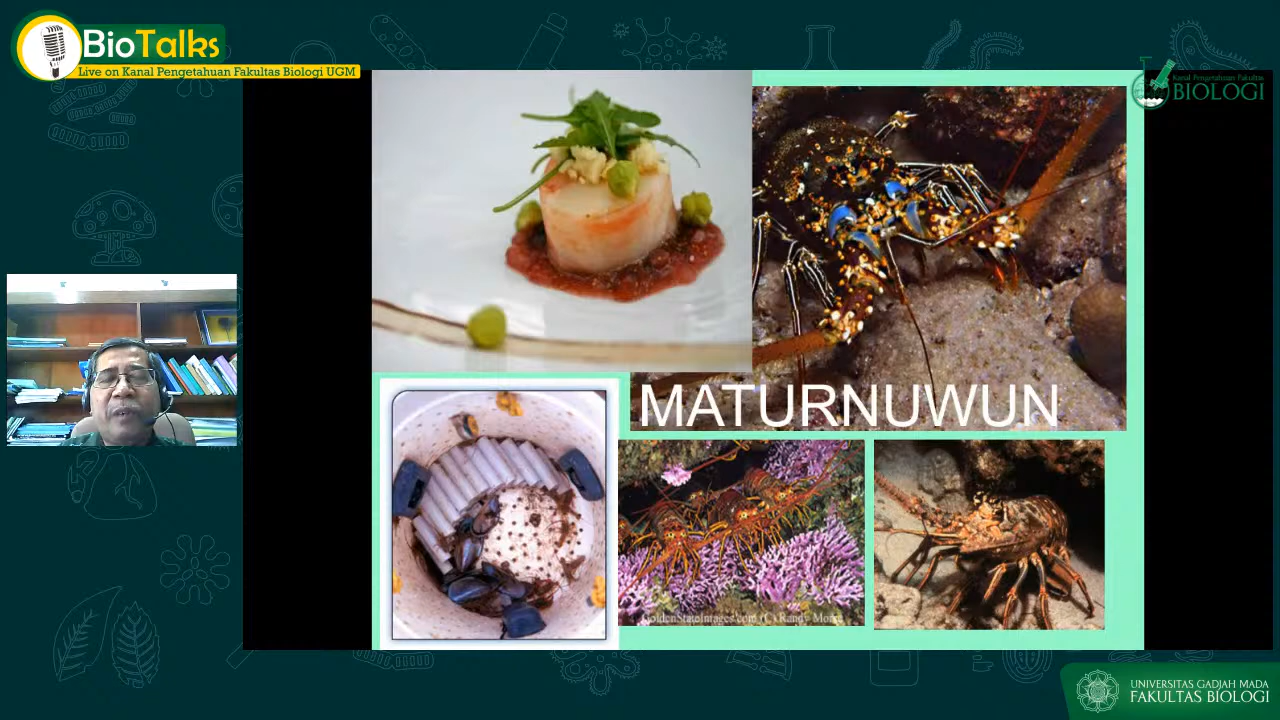 BioTalks
Live on Kanal Pengetahuan Fakultas Biologi UGM
Kanal Pengetahuan Fakultas
BIOLOGI
MATURNUWUN
GoldenStateImages.com (C) Randy Morse
UNIVERSITAS GADJAH MADA
FAKULTAS BIOLOGI